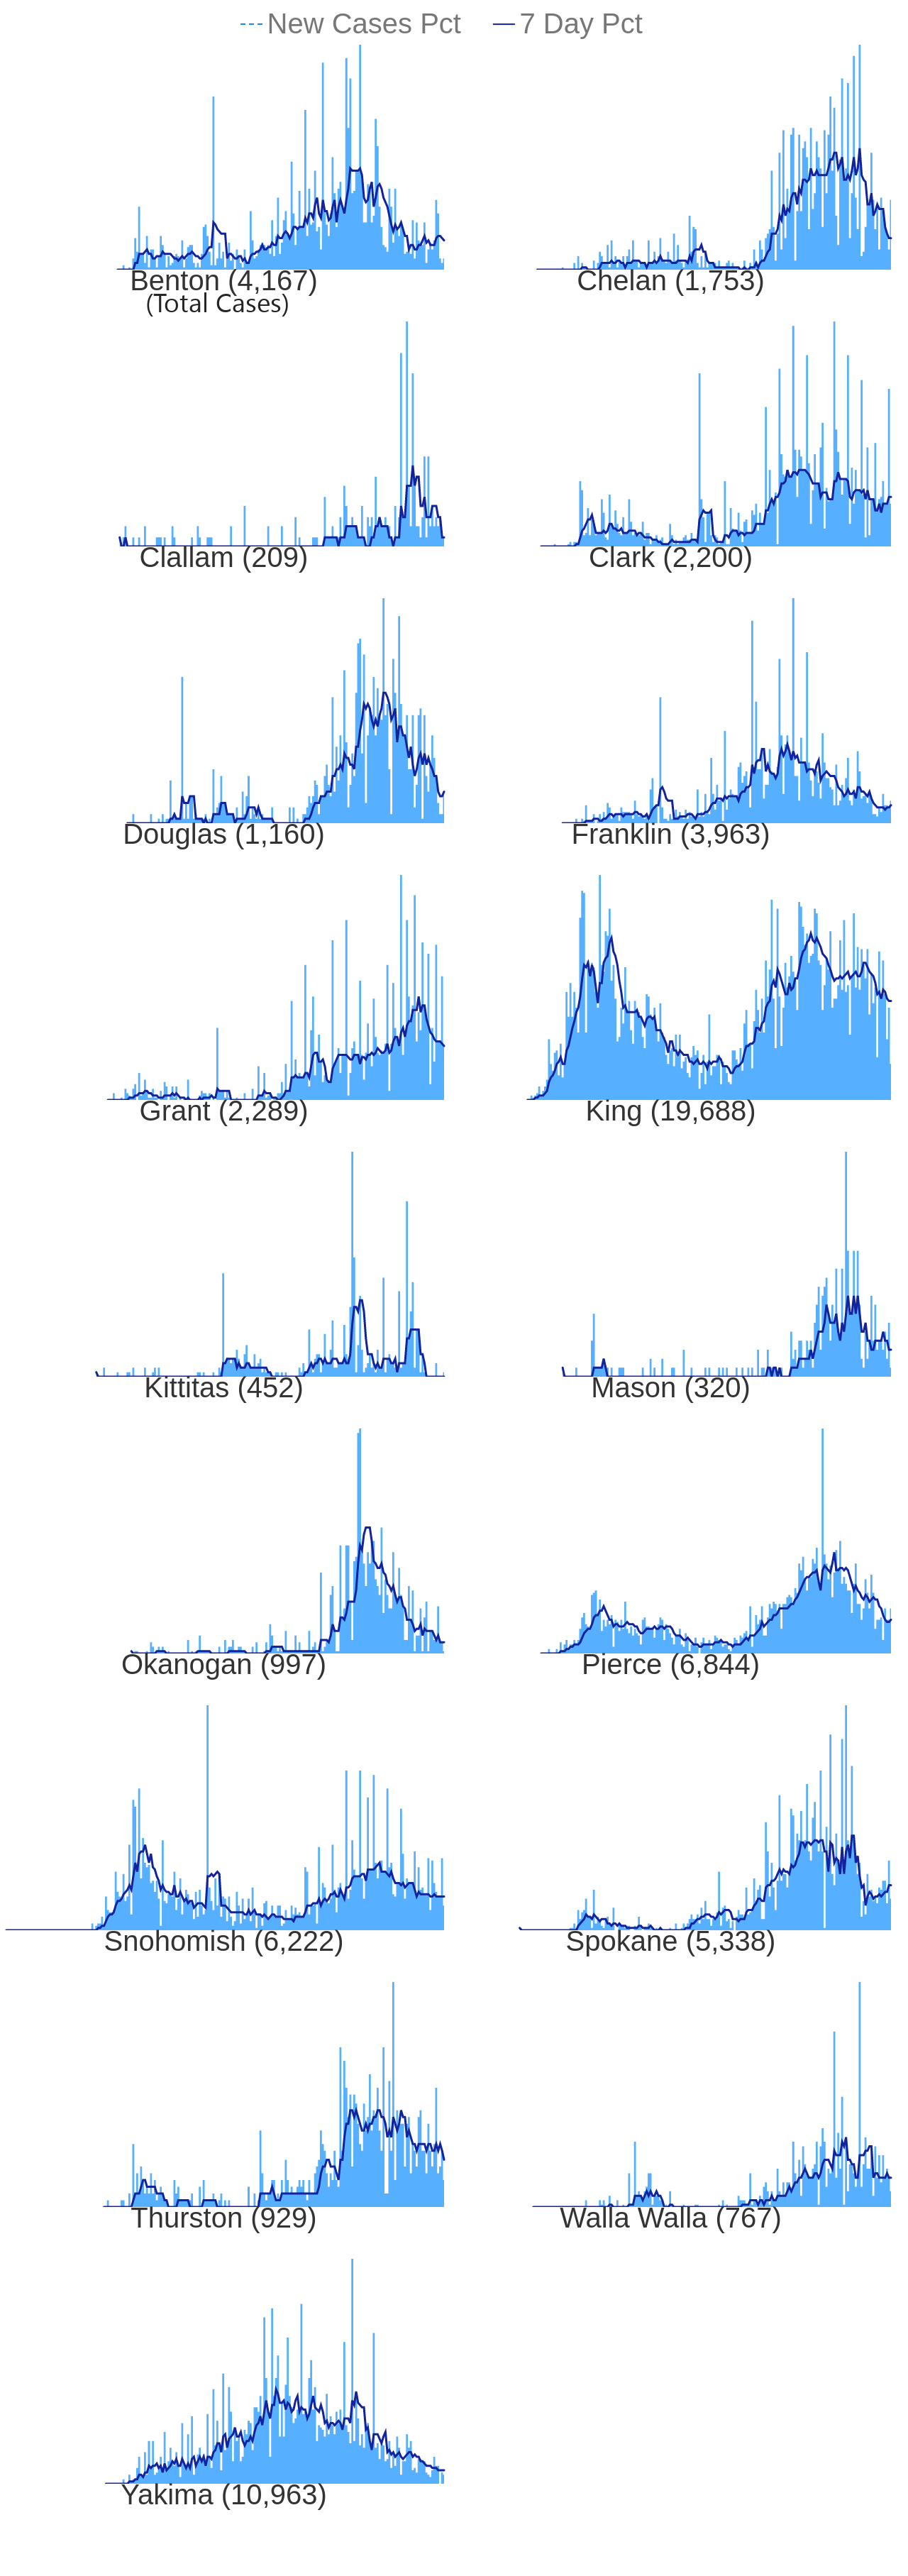 New Cases Pct 7 Day Pct
Benton (4,167) Chelan (1,753)
(Total Cases)
Clallam (209) Clark (2,200)
Douglas (1,160) Franklin (3,963)
Grant (2,289) King (19,688)
Kittitas (452) Mason (320)
Okanogan (997) Pierce (6,844)
Snohomish (6,222) Spokane (5,338)
Thurston (929) Walla Walla (767)
Yakima (10,963)